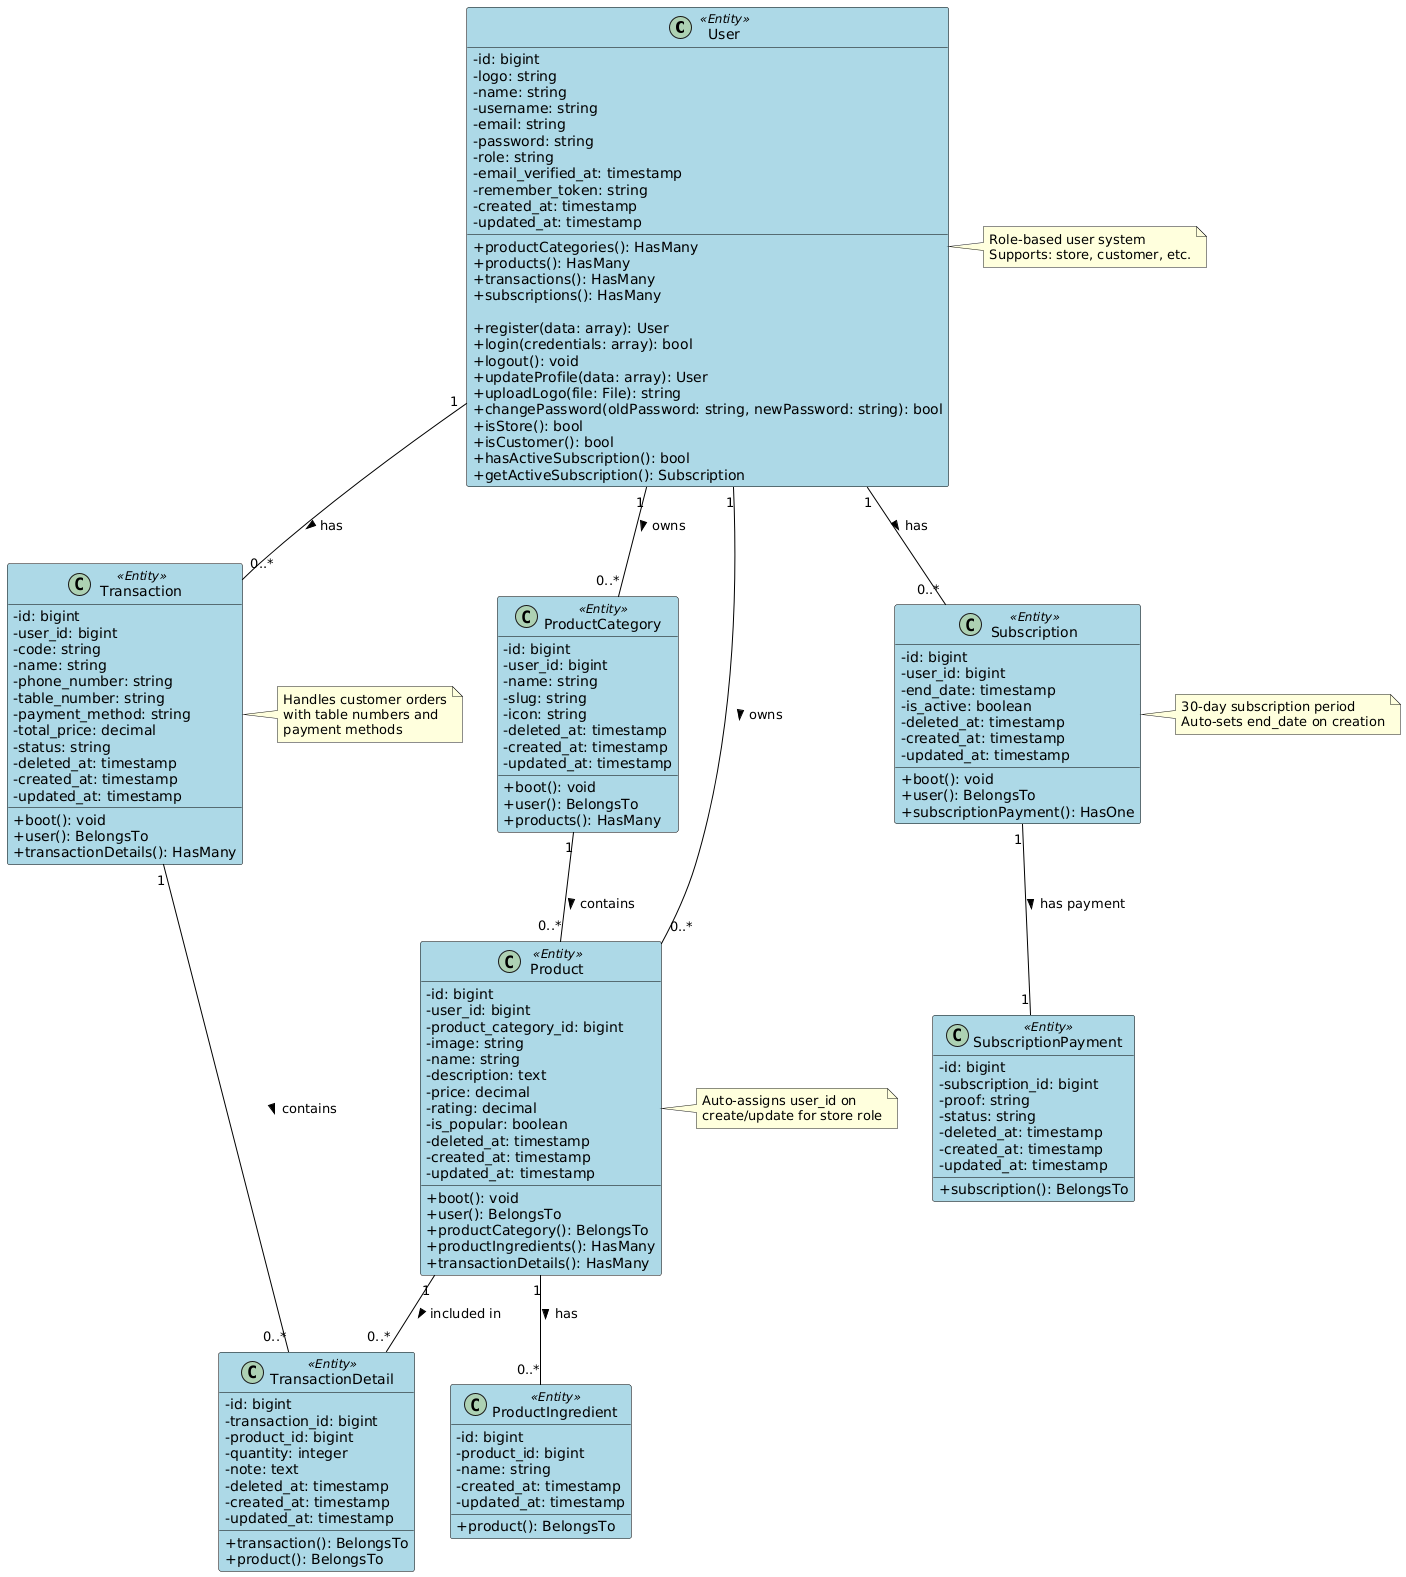 «Entity»
C
User
-id: bigint
-logo: string
-name: string
-username: string
-email: string
-password: string
-role: string
-email_verified_at: timestamp
-remember_token: string
-created_at: timestamp
-updated_at: timestamp
+productCategories(): HasMany
+products(): HasMany
+transactions(): HasMany
+subscriptions(): HasMany
+register(data: array): User
+login(credentials: array): bool
+logout(): void
+updateProfile(data: array): User
+uploadLogo(file: File): string
+changePassword(oldPassword: string, newPassword: string): bool
+isStore(): bool
+isCustomer(): bool
+hasActiveSubscription(): bool
+getActiveSubscription(): Subscription
Role-based user system
Supports: store, customer, etc.
1
has
0..*
1
owns
0..*
1
owns
0..*
1
has
0..*
«Entity»
C
Transaction
-id: bigint
-user_id: bigint
-code: string
-name: string
-phone_number: string
-table_number: string
-payment_method: string
-total_price: decimal
-status: string
-deleted_at: timestamp
-created_at: timestamp
-updated_at: timestamp
+boot(): void
+user(): BelongsTo
+transactionDetails(): HasMany
Handles customer orders
with table numbers and
payment methods
«Entity»
C
ProductCategory
-id: bigint
-user_id: bigint
-name: string
-slug: string
-icon: string
-deleted_at: timestamp
-created_at: timestamp
-updated_at: timestamp
+boot(): void
+user(): BelongsTo
+products(): HasMany
«Entity»
C
Subscription
-id: bigint
-user_id: bigint
-end_date: timestamp
-is_active: boolean
-deleted_at: timestamp
-created_at: timestamp
-updated_at: timestamp
+boot(): void
+user(): BelongsTo
+subscriptionPayment(): HasOne
30-day subscription period
Auto-sets end_date on creation
1
contains
0..*
1
contains
0..*
1
has payment
1
«Entity»
C
Product
-id: bigint
-user_id: bigint
-product_category_id: bigint
-image: string
-name: string
-description: text
-price: decimal
-rating: decimal
-is_popular: boolean
-deleted_at: timestamp
-created_at: timestamp
-updated_at: timestamp
+boot(): void
+user(): BelongsTo
+productCategory(): BelongsTo
+productIngredients(): HasMany
+transactionDetails(): HasMany
Auto-assigns user_id on
create/update for store role
«Entity»
C
SubscriptionPayment
-id: bigint
-subscription_id: bigint
-proof: string
-status: string
-deleted_at: timestamp
-created_at: timestamp
-updated_at: timestamp
+subscription(): BelongsTo
1
included in
0..*
1
has
0..*
«Entity»
C
TransactionDetail
-id: bigint
-transaction_id: bigint
-product_id: bigint
-quantity: integer
-note: text
-deleted_at: timestamp
-created_at: timestamp
-updated_at: timestamp
+transaction(): BelongsTo
+product(): BelongsTo
«Entity»
C
ProductIngredient
-id: bigint
-product_id: bigint
-name: string
-created_at: timestamp
-updated_at: timestamp
+product(): BelongsTo